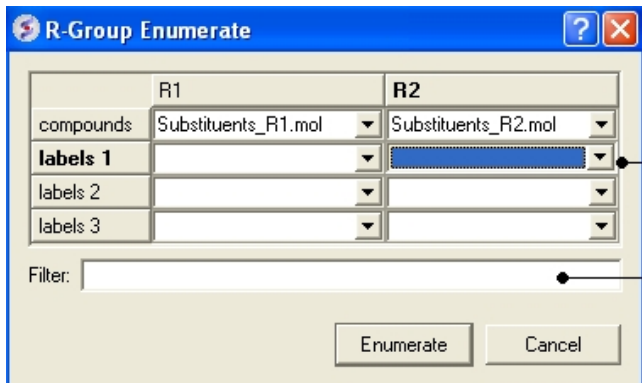 R-Group Enumerate
R1 R2
compounds Substituents_R1.mol Substituents_R2.mol
labels 1
labels 2
labels 3
Filter:
Enumerate Cancel